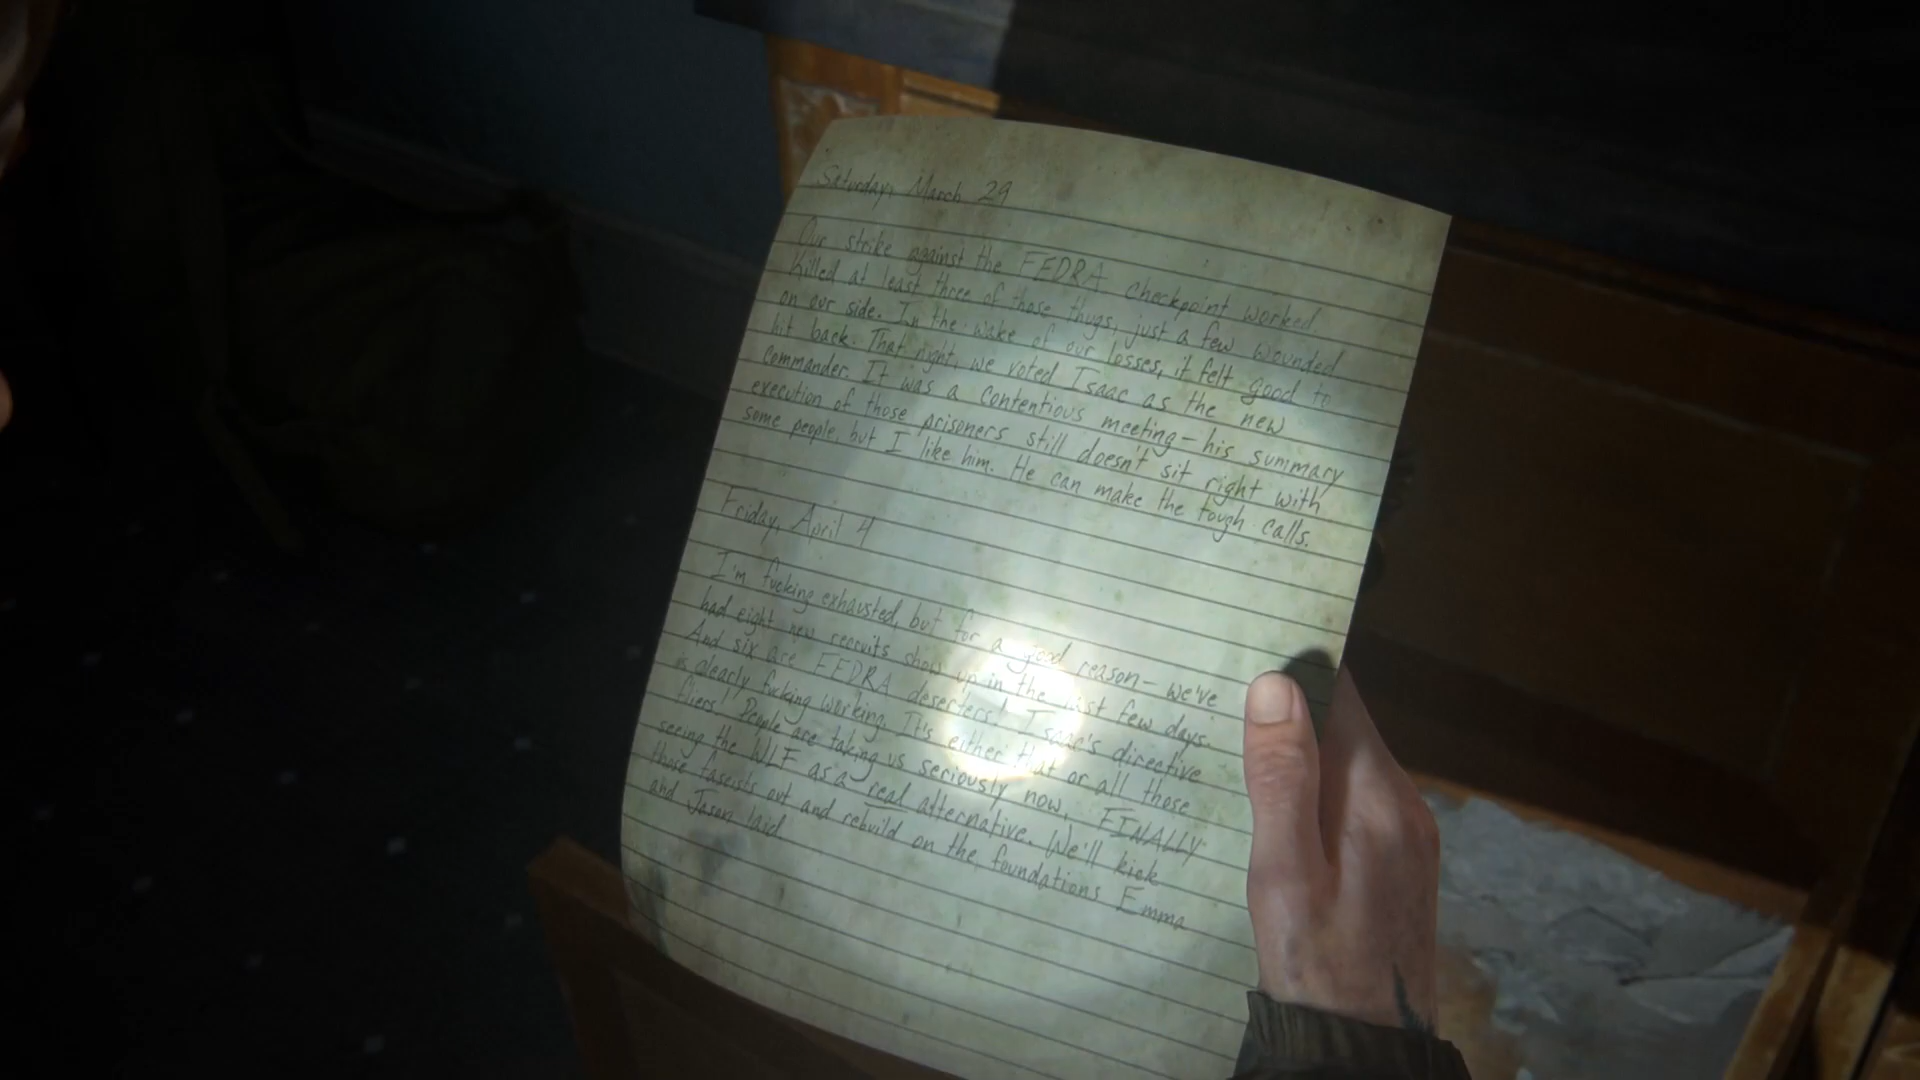 Saturday, March 29
Our strike against the FEDRA checkpoint worked.
Killed at least three of those thugs, just a few wounded
on our side. In the wake of our losses, it felt good to
hit back. That night, we voted Isaac as the new
commander. It was a contentious meeting - his summary
execution of those prisoners still doesn't sit right with
some people, but I like him. He can make the tough calls.
Friday, April 4
I'm fucking exhausted, but for a good reason - we've
had eight new recruits show up in the last few days.
And six are FEDRA deserters! Isaac's directive
is clearly fucking working. It's either that or all those
fliers! People are taking us seriously now, FINALLY
seeing the WLF as a real alternative. We'll kick
those fascists out and rebuild on the foundations Emma
and Jason laid